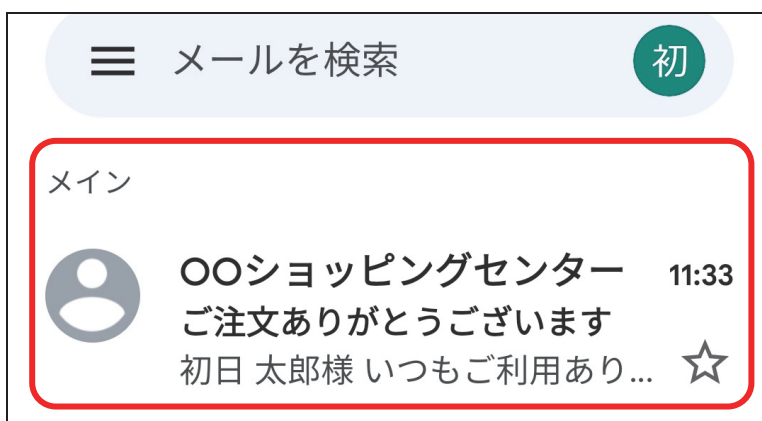 メールを検索
初
メイン
〇〇ショッピングセンター 11:33
ご注文ありがとうございます
初日 太郎様 いつもご利用あり...